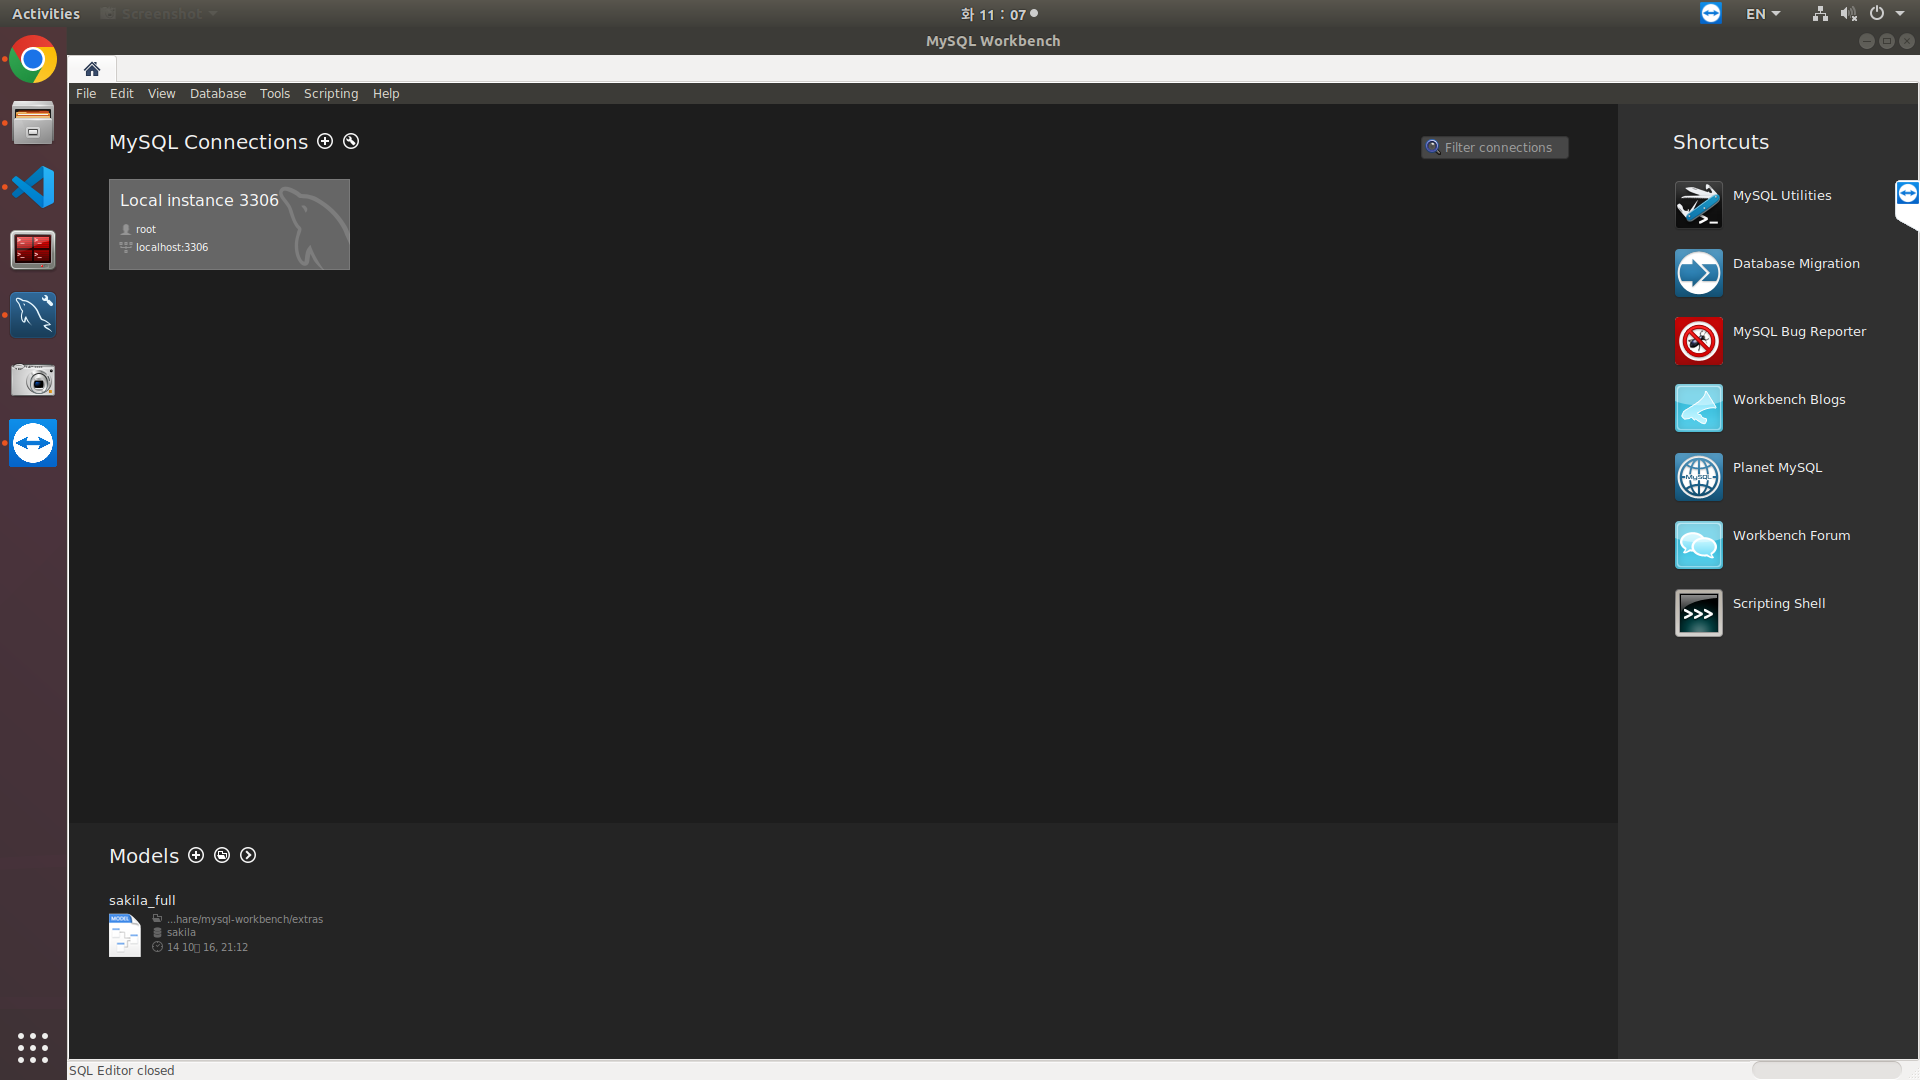 Activities
Screenshot
화 11 : 07
EN
MySQL Workbench
File Edit View Database Tools Scripting Help
MySQL Connections
Filter connections
Local instance 3306
root
localhost:3306
Shortcuts
MySQL Utilities
Database Migration
MySQL Bug Reporter
Workbench Blogs
Planet MySQL
Workbench Forum
Scripting Shell
Models
sakila_full
MODEL
...hare/mysql-workbench/extras
sakila
14 10 16, 21:12
SQL Editor closed